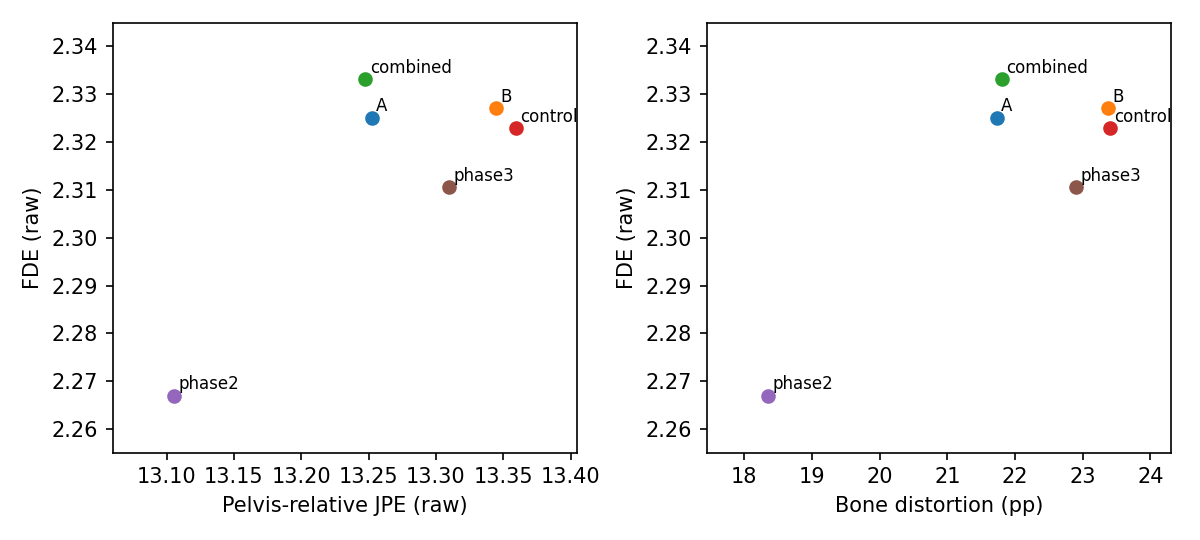 2.34
2.33
2.32
2.31
2.30
2.29
2.28
2.27
2.26
FDE (raw)
combined
A
B
control
phase3
phase2
13.10 13.15 13.20 13.25 13.30 13.35 13.40
Pelvis-relative JPE (raw)
2.34
2.33
2.32
2.31
2.30
2.29
2.28
2.27
2.26
FDE (raw)
combined
A
B
control
phase3
phase2
18 19 20 21 22 23 24
Bone distortion (pp)